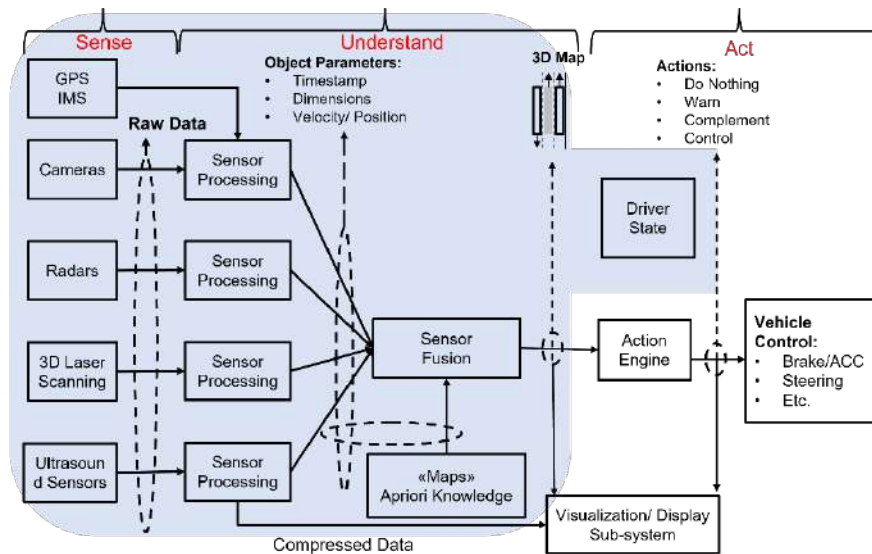 Sense
Understand
Act
GPS
IMS
Raw Data
Object Parameters:
• Timestamp
• Dimensions
• Velocity/ Position
3D Map
Actions:
• Do Nothing
• Warn
• Complement
• Control
Cameras
Sensor
Processing
Driver
State
Radars
Sensor
Processing
3D Laser
Scanning
Sensor
Processing
Sensor
Fusion
Action
Engine
Vehicle
Control:
• Brake/ACC
• Steering
• Etc.
Ultrasoun
d Sensors
Sensor
Processing
«Maps»
Apriori Knowledge
Visualization/ Display
Sub-system
Compressed Data